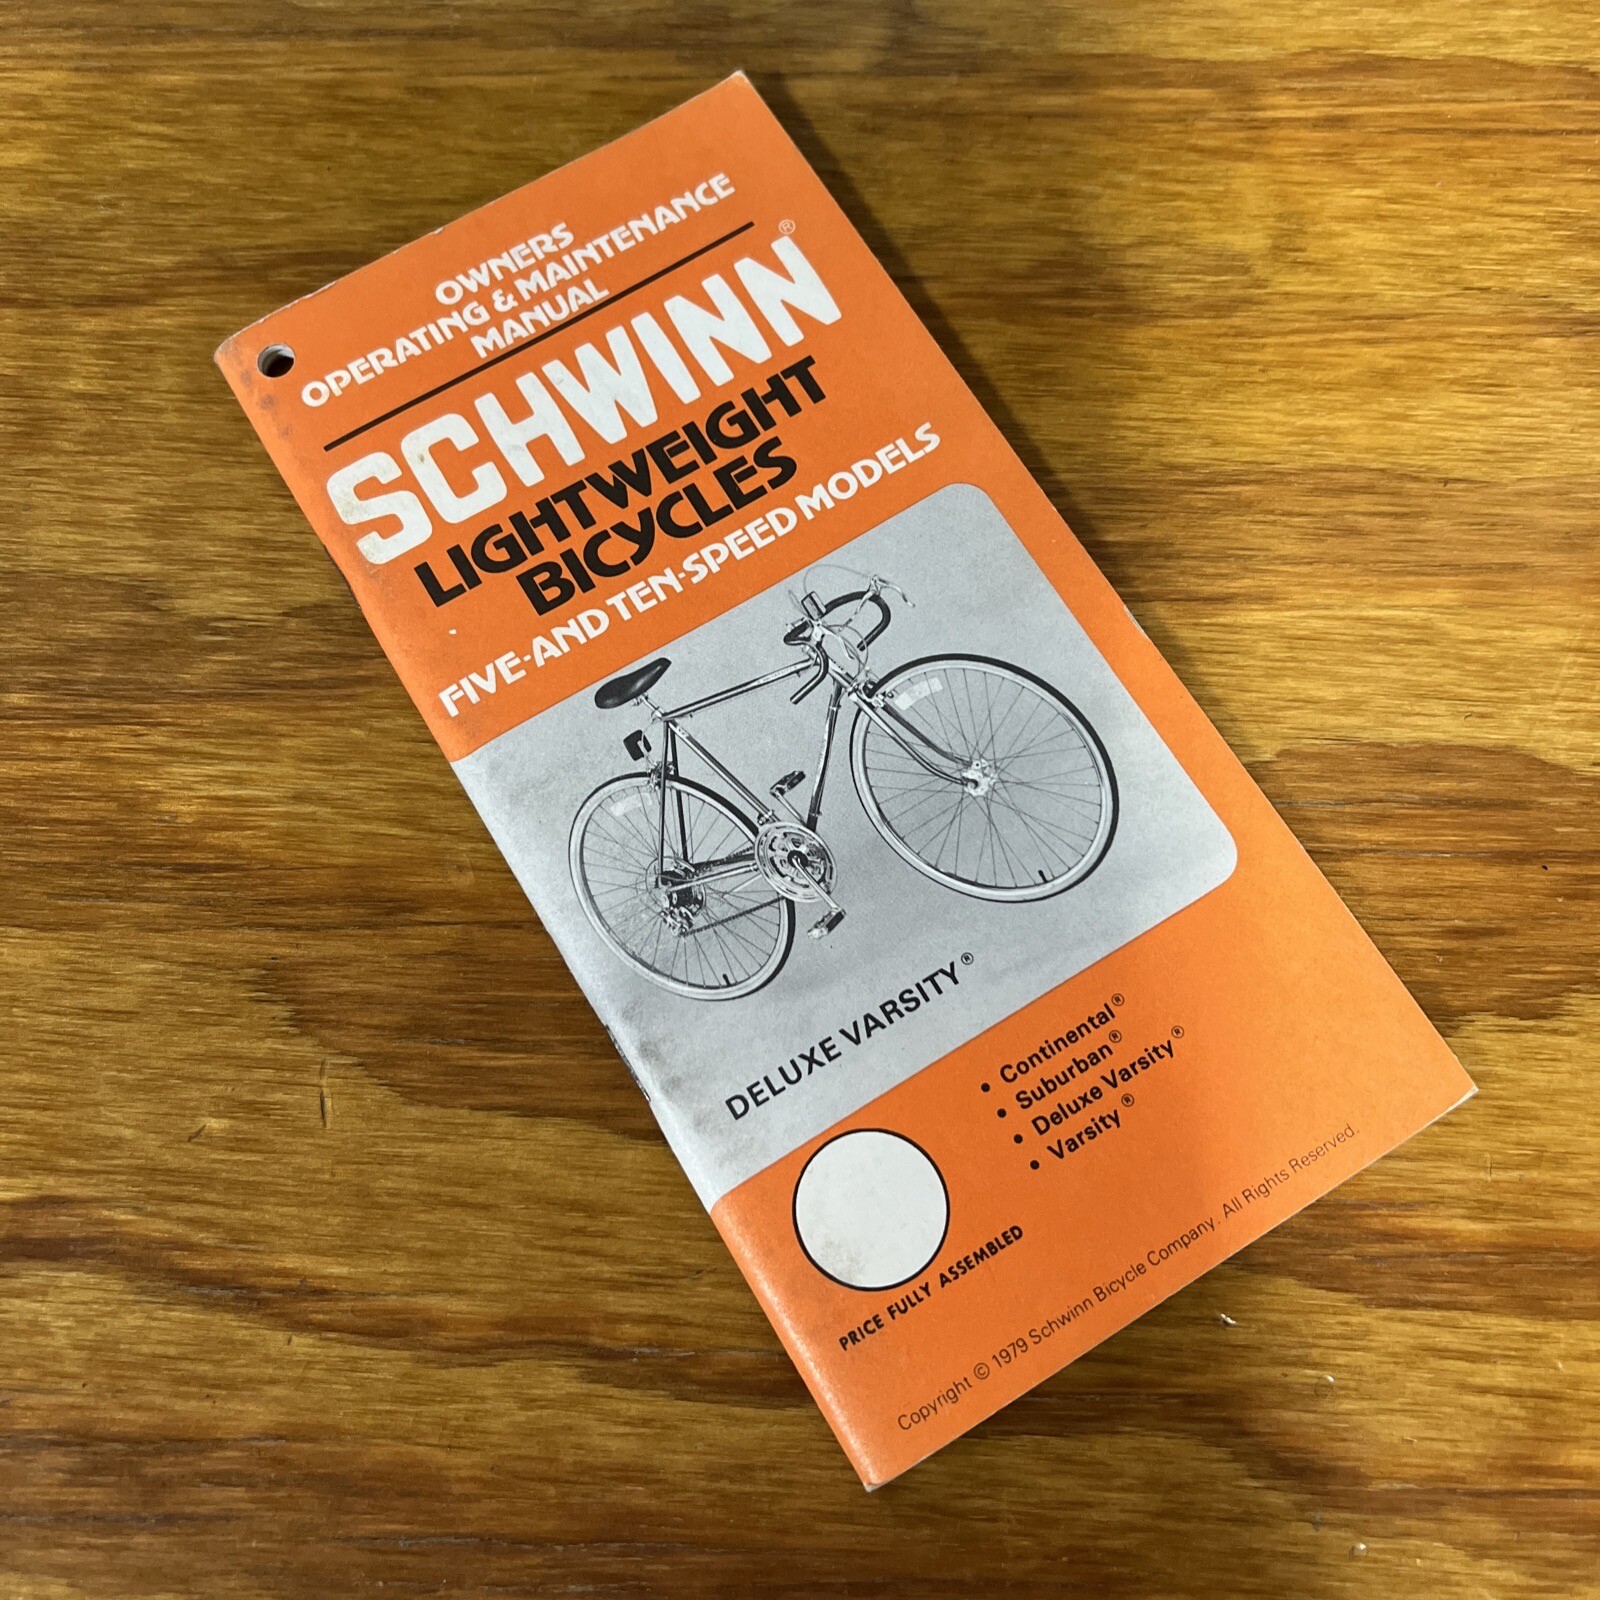 OWNERS
OPERATING & MAINTENANCE
MANUAL
SCHWINN®
LIGHTWEIGHT
BICYCLES
FIVE-AND TEN-SPEED MODELS
DELUXE VARSITY®
• Continental®
• Suburban®
• Deluxe Varsity®
• Varsity®
PRICE FULLY ASSEMBLED
Copyright © 1979 Schwinn Bicycle Company. All Rights Reserved.